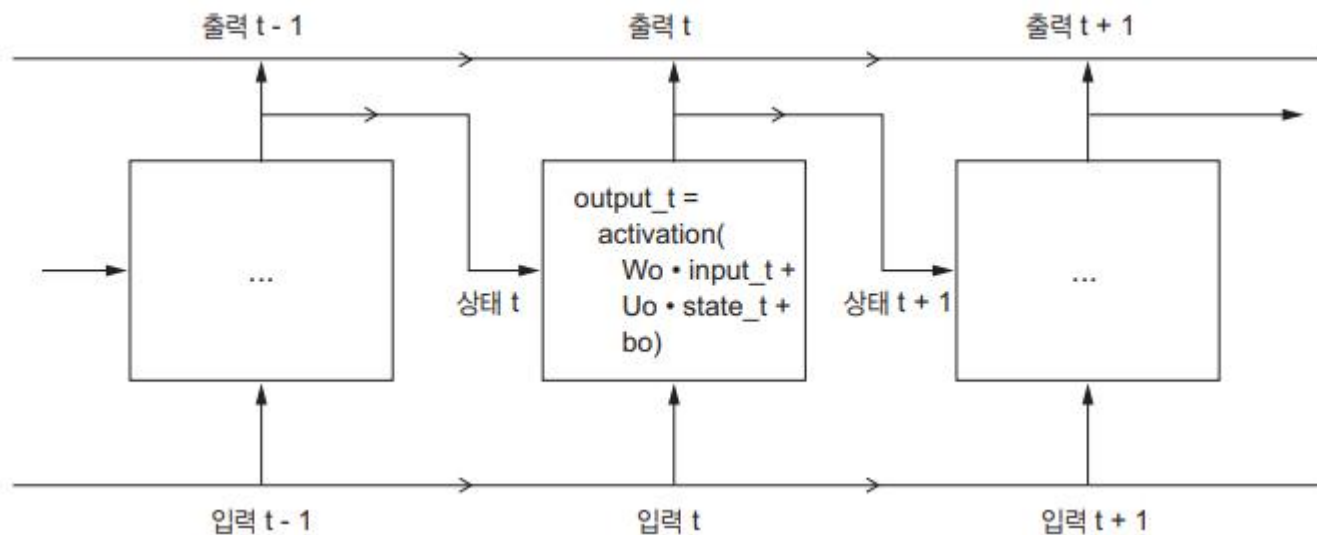 출력 t - 1
출력 t
출력 t + 1
output_t =
activation(
Wo • input_t +
Uo • state_t +
bo)
...
...
상태 t
상태 t + 1
입력 t - 1
입력 t
입력 t + 1